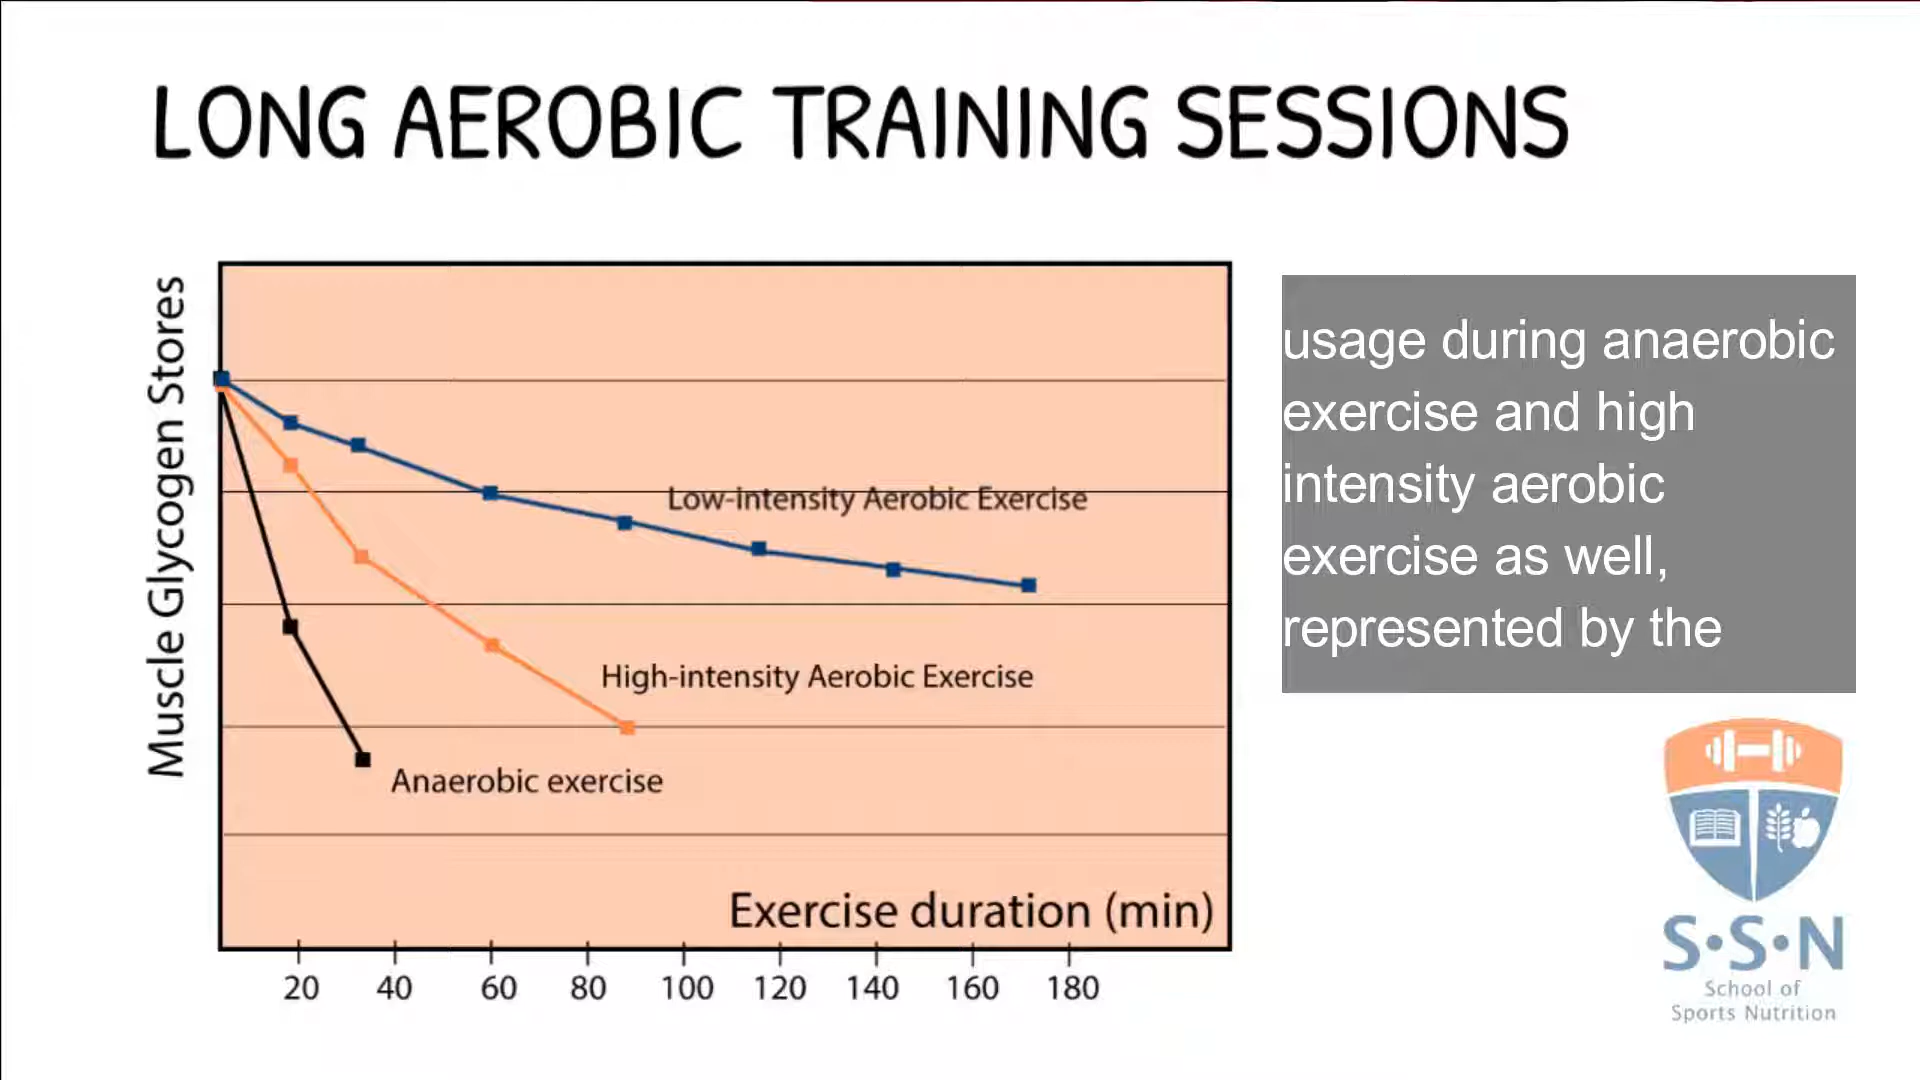 LONG AEROBIC TRAINING SESSIONS
Muscle Glycogen Stores
usage during anaerobic
exercise and high
intensity aerobic
exercise as well,
represented by the
Low-intensity Aerobic Exercise
High-intensity Aerobic Exercise
Anaerobic exercise
Exercise duration (min)
20 40 60 80 100 120 140 160 180
S·S·N
School of
Sports Nutrition